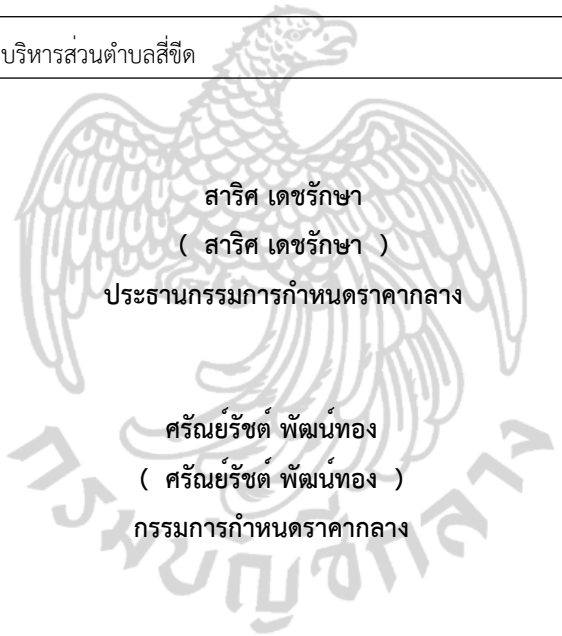 บริหารส่วนตำบลสี่ขีด
สาริศ เดชรักษา
( สาริศ เดชรักษา )
ประธานกรรมการกำหนดราคากลาง
ศรัณย์รัชต์ พัฒน์ทอง
( ศรัณย์รัชต์ พัฒน์ทอง )
กรรมการกำหนดราคากลาง
กรมบัญชีกลาง